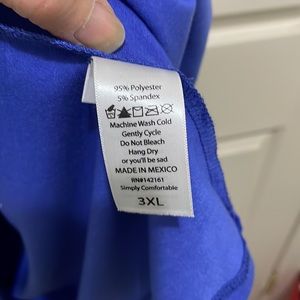 95% Polyester
5% Spandex
Machine Wash Cold
Gently Cycle
Do Not Bleach
Hang Dry
or you'll be sad
MADE IN MEXICO
RN#142161
Simply Comfortable
3XL